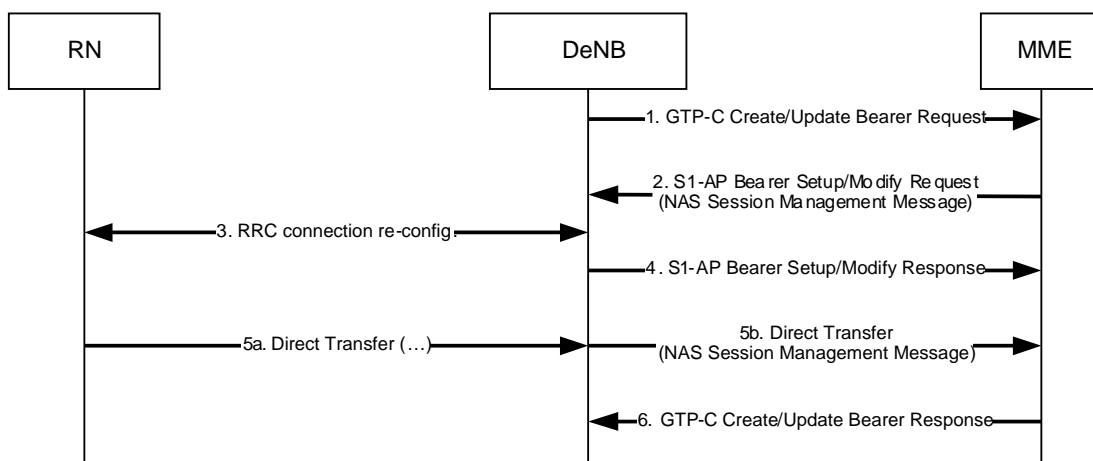 RN
DeNB
MME
1. GTP-C Create/Update Bearer Request
2. S1-AP Bearer Setup/Modify Request
(NAS Session Management Message)
3. RRC connection re-config.
4. S1-AP Bearer Setup/Modify Response
5a. Direct Transfer (…)
5b. Direct Transfer
(NAS Session Management Message)
6. GTP-C Create/Update Bearer Response